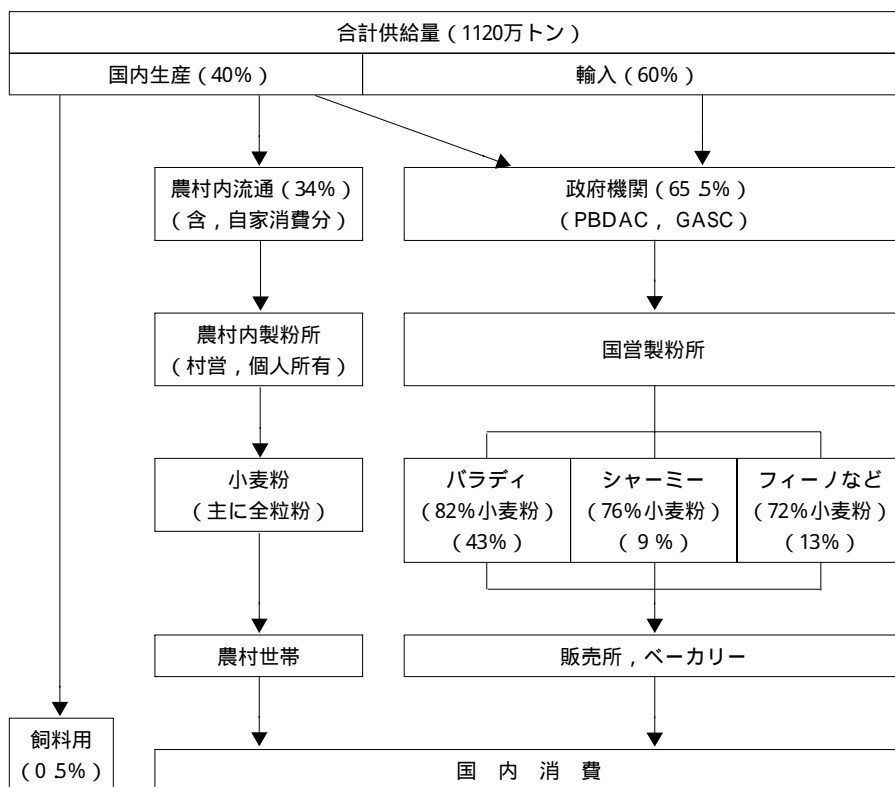 合計供給量(1120万トン)
国内生産(40%)
輸入(60%)
農村内流通(34%)
(含,自家消費分)
政府機関(65.5%)
(PBDAC, GASC)
農村内製粉所
(村営,個人所有)
国営製粉所
小麦粉
(主に全粒粉)
バラディ
(82%小麦粉)
(43%)
シャーミー
(76%小麦粉)
(9%)
フィーノなど
(72%小麦粉)
(13%)
農村世帯
販売所,ベーカリー
飼料用
(0.5%)
国 内 消 費